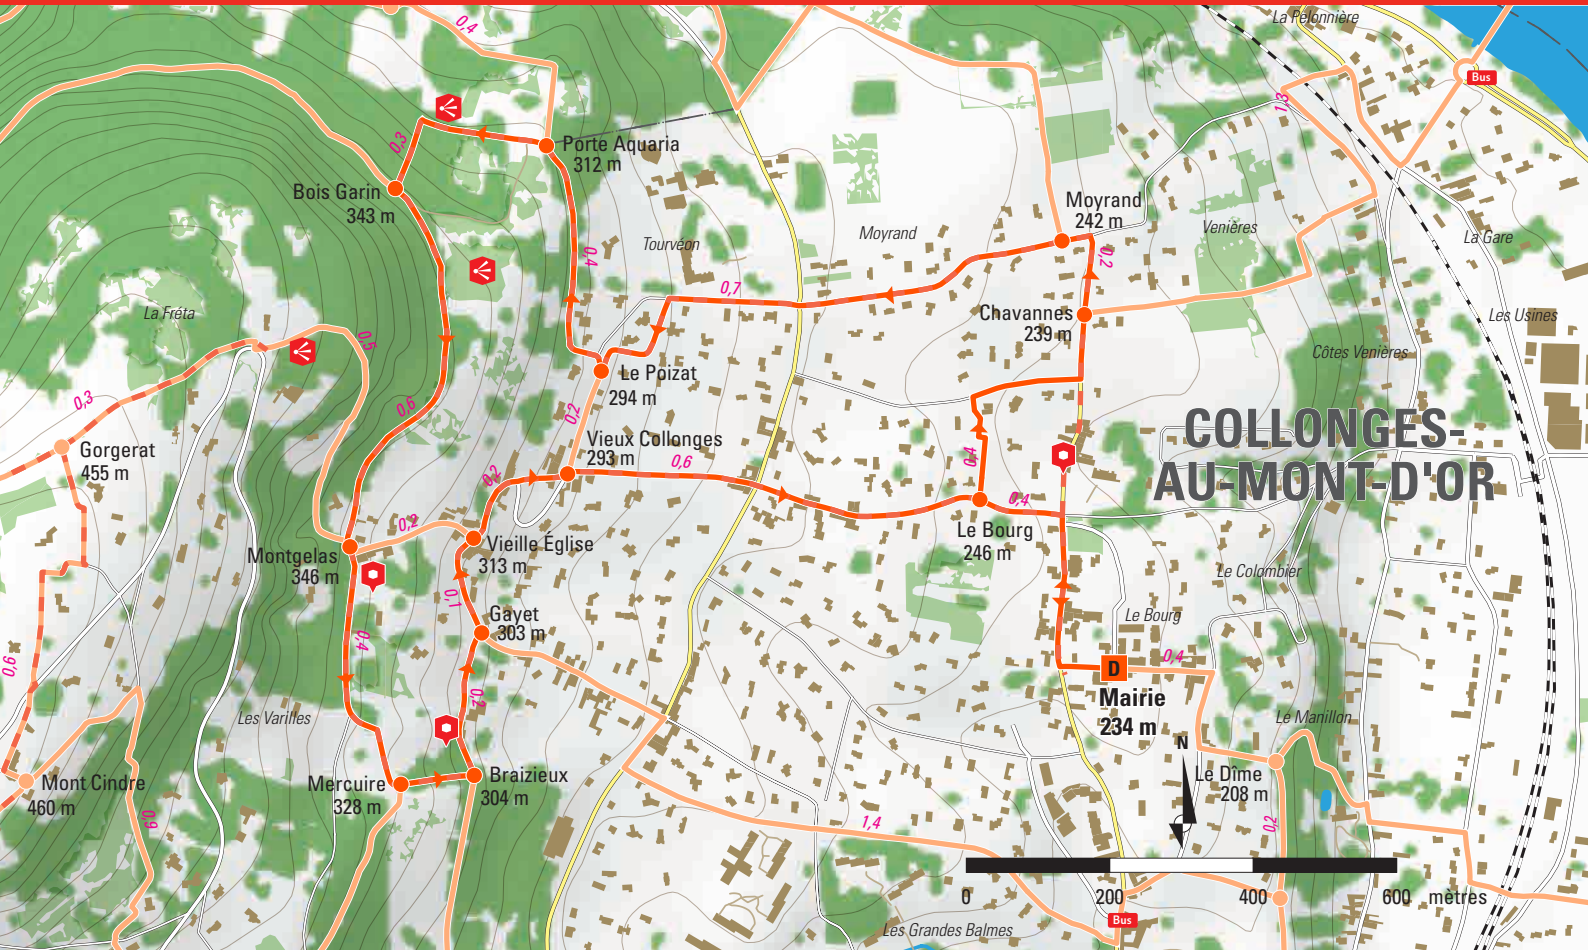 0,4
La Pélonnière
Bus
1,3
0,3
Porte Aquaria
312 m
Bois Garin
343 m
Moyrand
242 m
Tourvéon
Moyrand
Venières
La Gare
0,4
0,2
0,7
La Fréta
Chavannes
239 m
Les Usines
0,5
Côtes Venières
Le Poizat
294 m
0,3
0,6
0,2
COLLONGES-
AU-MONT-D'OR
Gorgerat
455 m
Vieux Collonges
293 m
0,6
0,4
0,2
0,4
0,2
Le Bourg
246 m
Vieille Église
313 m
Montgelas
346 m
Le Colombier
0,1
Gayet
303 m
Le Bourg
0,4
0,9
D
0,4
Mairie
234 m
0,2
Les Varilles
Le Manillon
N
Mont Cindre
460 m
Mercuire
328 m
Braizieux
304 m
Le Dîme
208 m
0,9
1,4
0,2
0
200
400
600 mètres
Bus
Les Grandes Balmes